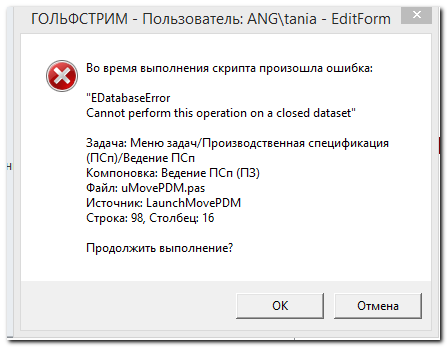 ГОЛЬФСТРИМ - Пользователь: ANG\tania - EditForm
Во время выполнения скрипта произошла ошибка:
"EDatabaseError
Cannot perform this operation on a closed dataset"
Задача: Меню задач/Производственная спецификация
(ПСп)/Ведение ПСп
Компоновка: Ведение ПСп (ПЗ)
Файл: uMovePDM.pas
Источник: LaunchMovePDM
Строка: 98, Столбец: 16
Продолжить выполнение?
OK
Отмена